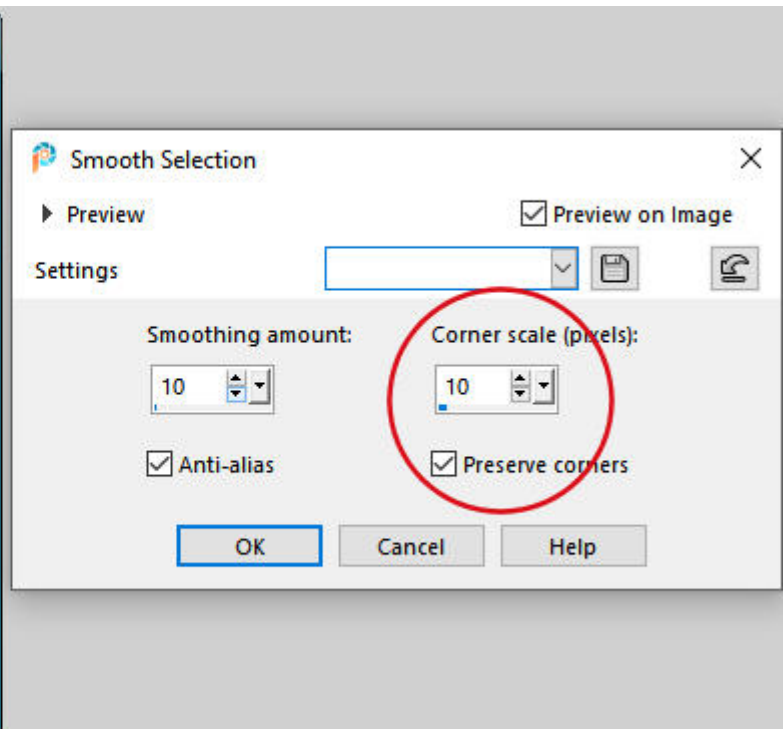 Smooth Selection
Preview
Preview on Image
Settings
Smoothing amount:
Corner scale (pixels):
10
10
Anti-alias
Preserve corners
OK
Cancel
Help